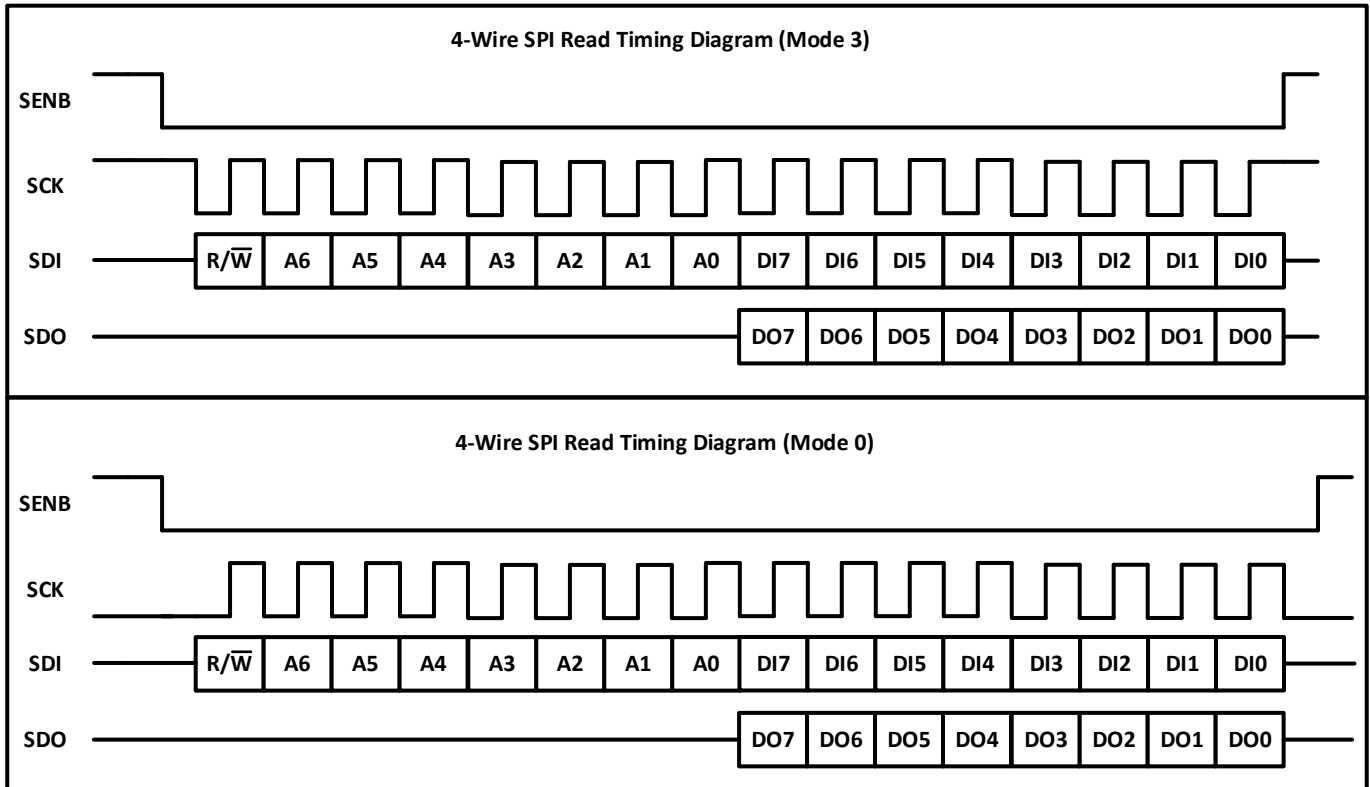 4-Wire SPI Read Timing Diagram (Mode 3)
SENB
SCK
SDI R/W̅ A6 A5 A4 A3 A2 A1 A0 DI7 DI6 DI5 DI4 DI3 DI2 DI1 DI0
SDO DO7 DO6 DO5 DO4 DO3 DO2 DO1 DO0
4-Wire SPI Read Timing Diagram (Mode 0)
SENB
SCK
SDI R/W̅ A6 A5 A4 A3 A2 A1 A0 DI7 DI6 DI5 DI4 DI3 DI2 DI1 DI0
SDO DO7 DO6 DO5 DO4 DO3 DO2 DO1 DO0